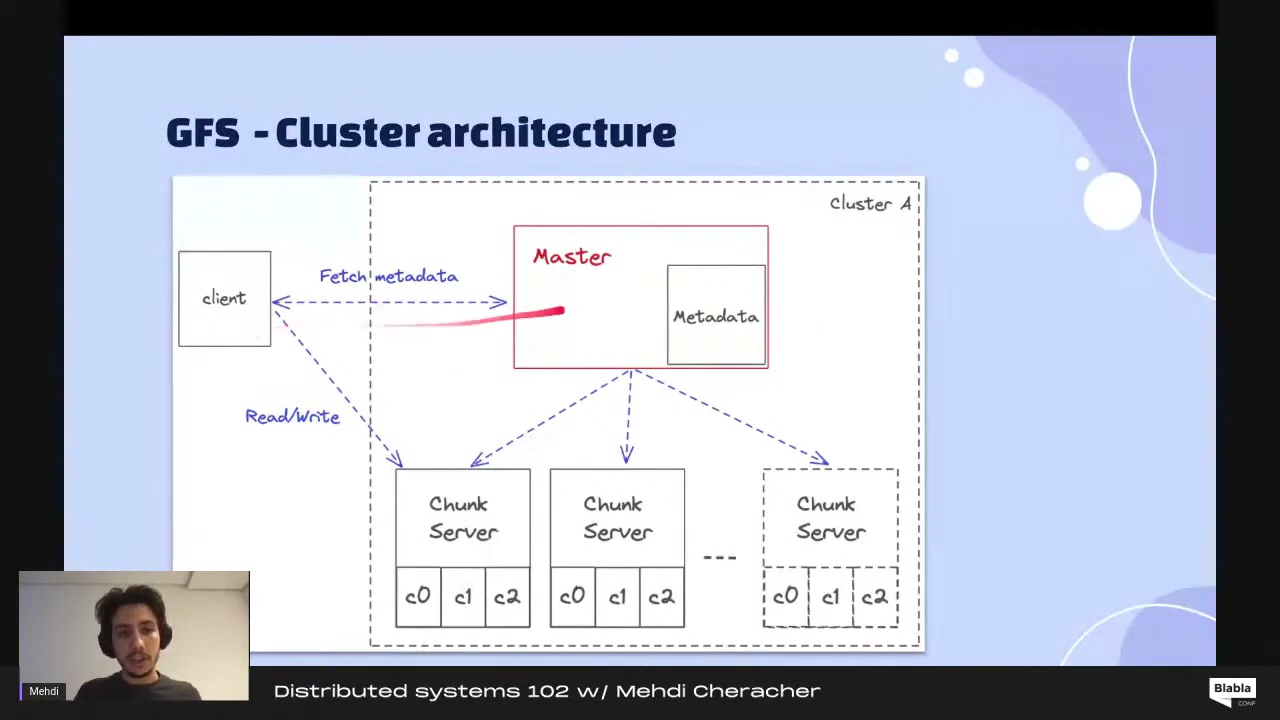 GFS - Cluster architecture
Cluster A
Master
Fetch metadata
client
Metadata
Read/Write
Chunk
Server
Chunk
Server
---
Chunk
Server
c0 c1 c2
c0 c1 c2
c0 c1 c2
Mehdi
Distributed systems 102 w/ Mehdi Cheracher
Blabla
CONF